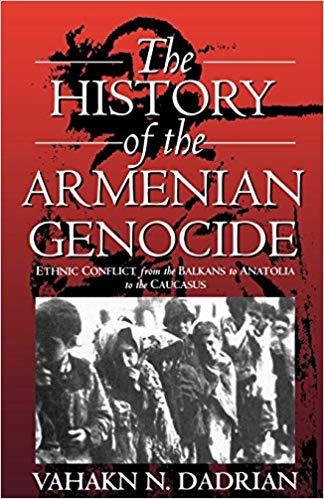 The
HISTORY
of the
ARMENIAN
GENOCIDE
ETHNIC CONFLICT from the BALKANS to ANATOLIA
to the CAUCASUS
VAHAKN N. DADRIAN